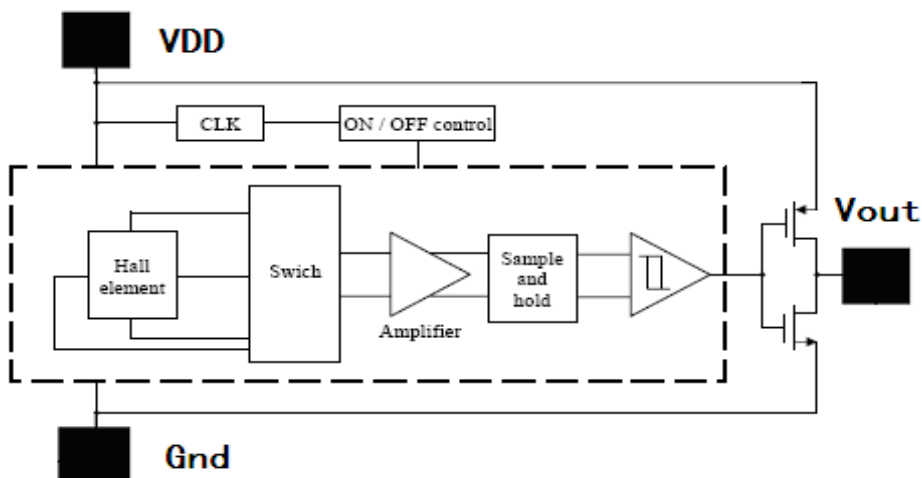 VDD
CLK
ON / OFF control
Vout
Hall
element
Swich
Sample
and
hold
Amplifier
Gnd